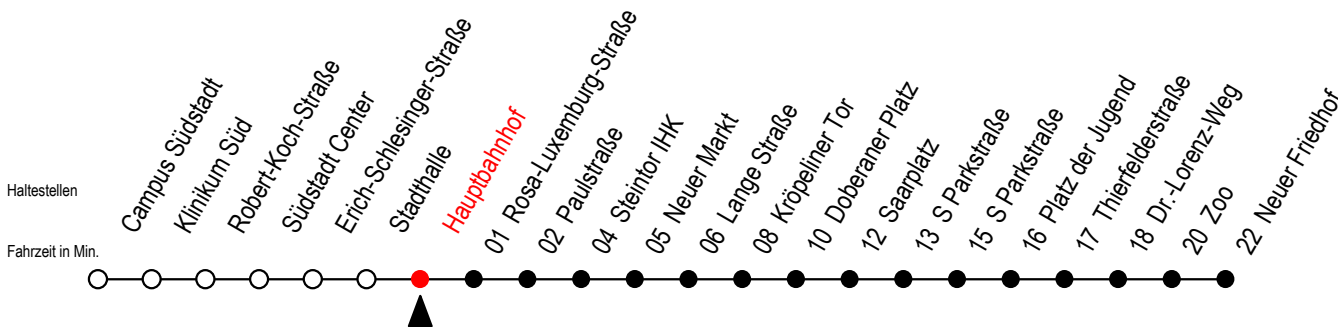 Haltestellen
Fahrzeit in Min.
Campus Südstadt
Klinikum Süd
Robert-Koch-Straße
Südstadt Center
Erich-Schlesinger-Straße
Stadthalle
Hauptbahnhof
01 Rosa-Luxemburg-Straße
02 Paulstraße
04 Steintor IHK
05 Neuer Markt
06 Lange Straße
08 Kröpeliner Tor
10 Doberaner Platz
12 Saarplatz
13 S Parkstraße
15 S Parkstraße
16 Platz der Jugend
17 Thierfelderstraße
18 Dr.-Lorenz-Weg
20 Zoo
22 Neuer Friedhof